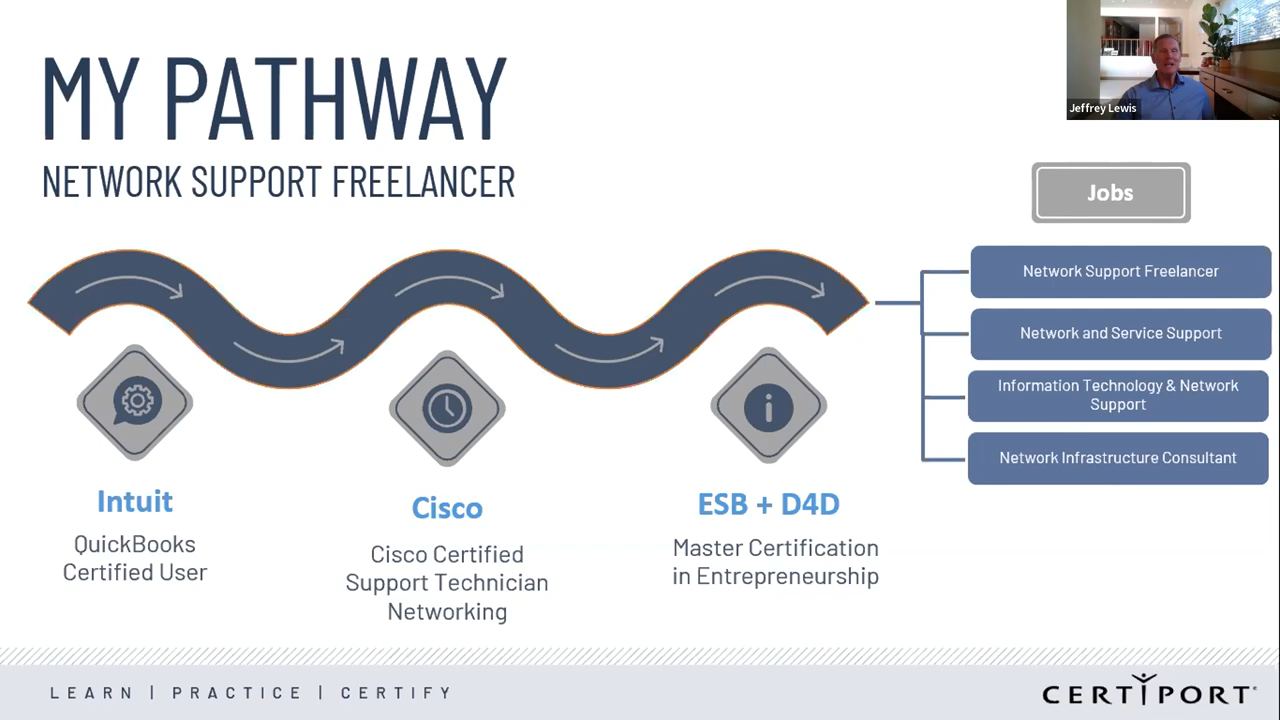 MY PATHWAY
NETWORK SUPPORT FREELANCER
Jeffrey Lewis
Jobs
Network Support Freelancer
Network and Service Support
Information Technology & Network
Support
Network Infrastructure Consultant
Intuit
QuickBooks
Certified User
Cisco
Cisco Certified
Support Technician
Networking
ESB + D4D
Master Certification
in Entrepreneurship
LEARN | PRACTICE | CERTIFY
CERTIPORT